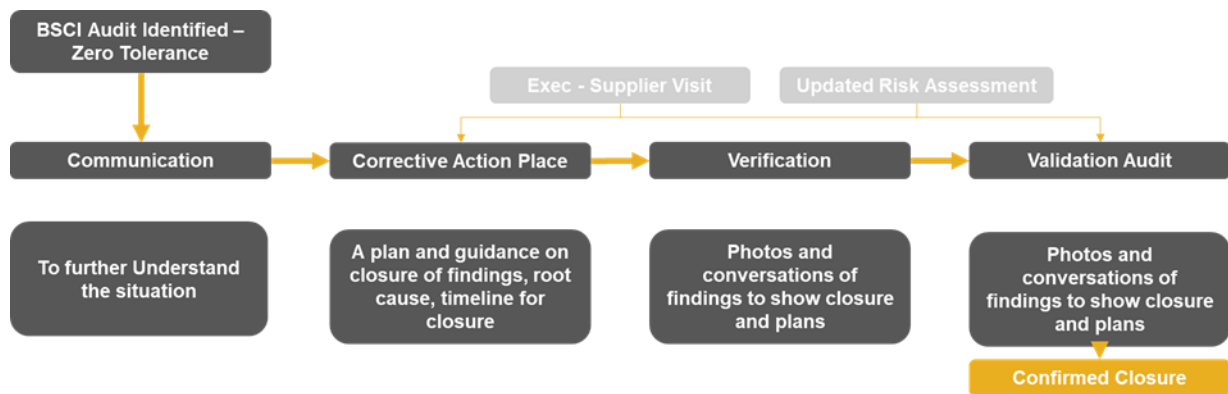 BSCI Audit Identified –
Zero Tolerance
Exec - Supplier Visit
Updated Risk Assessment
Communication
Corrective Action Place
Verification
Validation Audit
To further Understand
the situation
A plan and guidance on
closure of findings, root
cause, timeline for
closure
Photos and
conversations of
findings to show closure
and plans
Photos and
conversations of
findings to show closure
and plans
Confirmed Closure